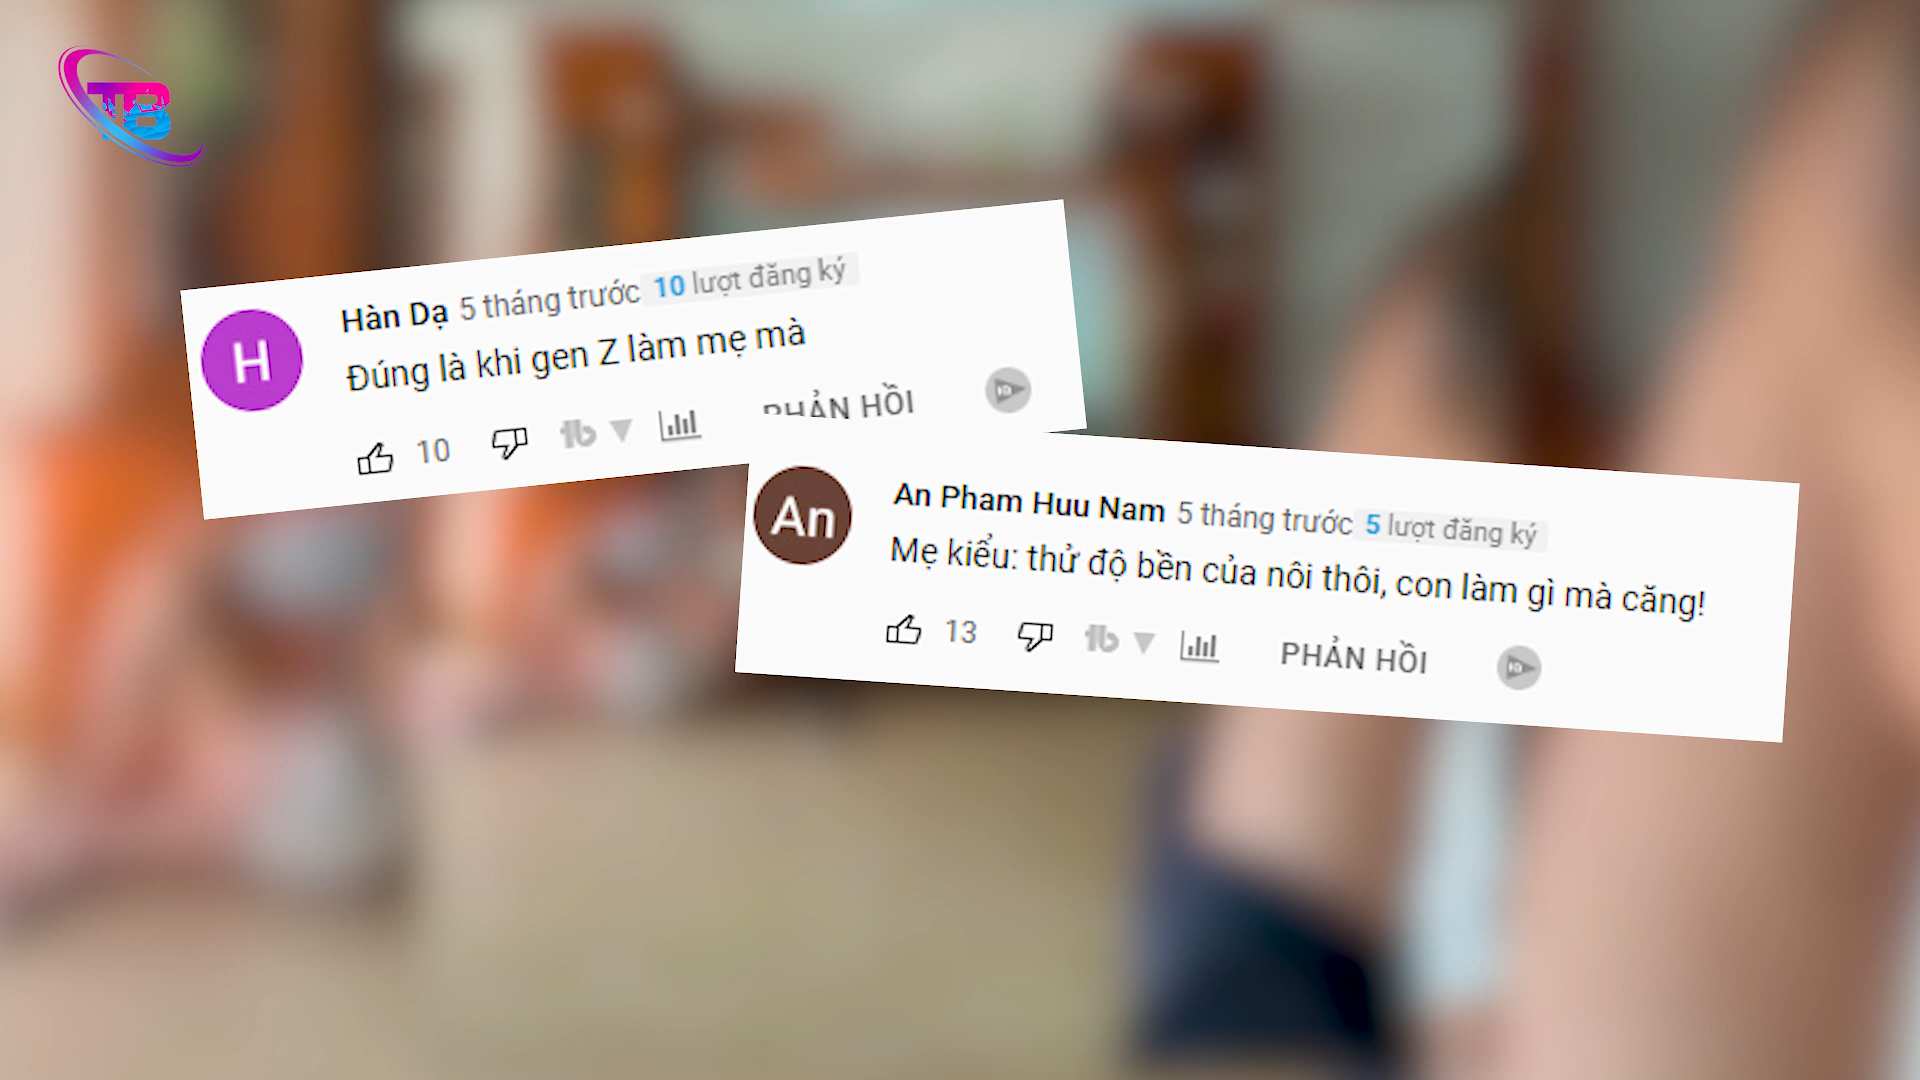 TB
H
Hàn Dạ 5 tháng trước 10 lượt đăng ký
Đúng là khi gen Z làm mẹ mà
10
PHẢN HỒI
An
An Pham Huu Nam 5 tháng trước 5 lượt đăng ký
Mẹ kiểu: thử độ bền của nôi thôi, con làm gì mà căng!
13
PHẢN HỒI